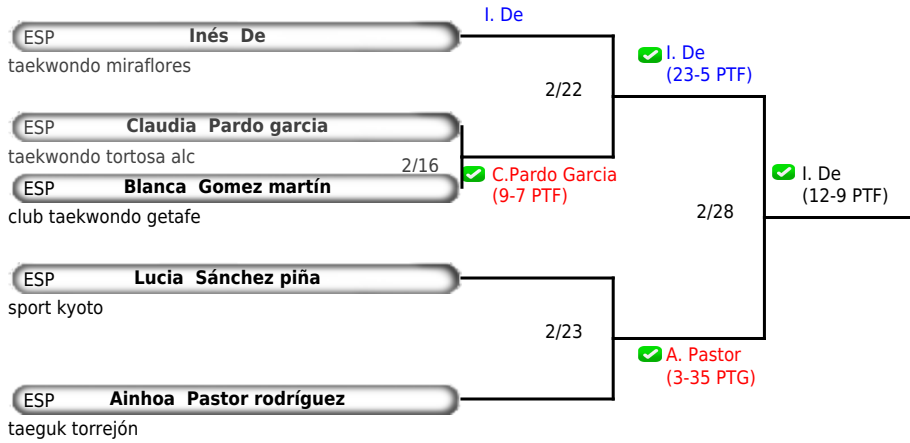 I. De
ESP Inés De
taekwondo miraflores
I. De
(23-5 PTF)
2/22
ESP Claudia Pardo garcia
taekwondo tortosa alc
2/16
C.Pardo Garcia
(9-7 PTF)
I. De
(12-9 PTF)
ESP Blanca Gomez martín
club taekwondo getafe
2/28
ESP Lucia Sánchez piña
sport kyoto
2/23
A. Pastor
(3-35 PTG)
ESP Ainhoa Pastor rodríguez
taeguk torrejón